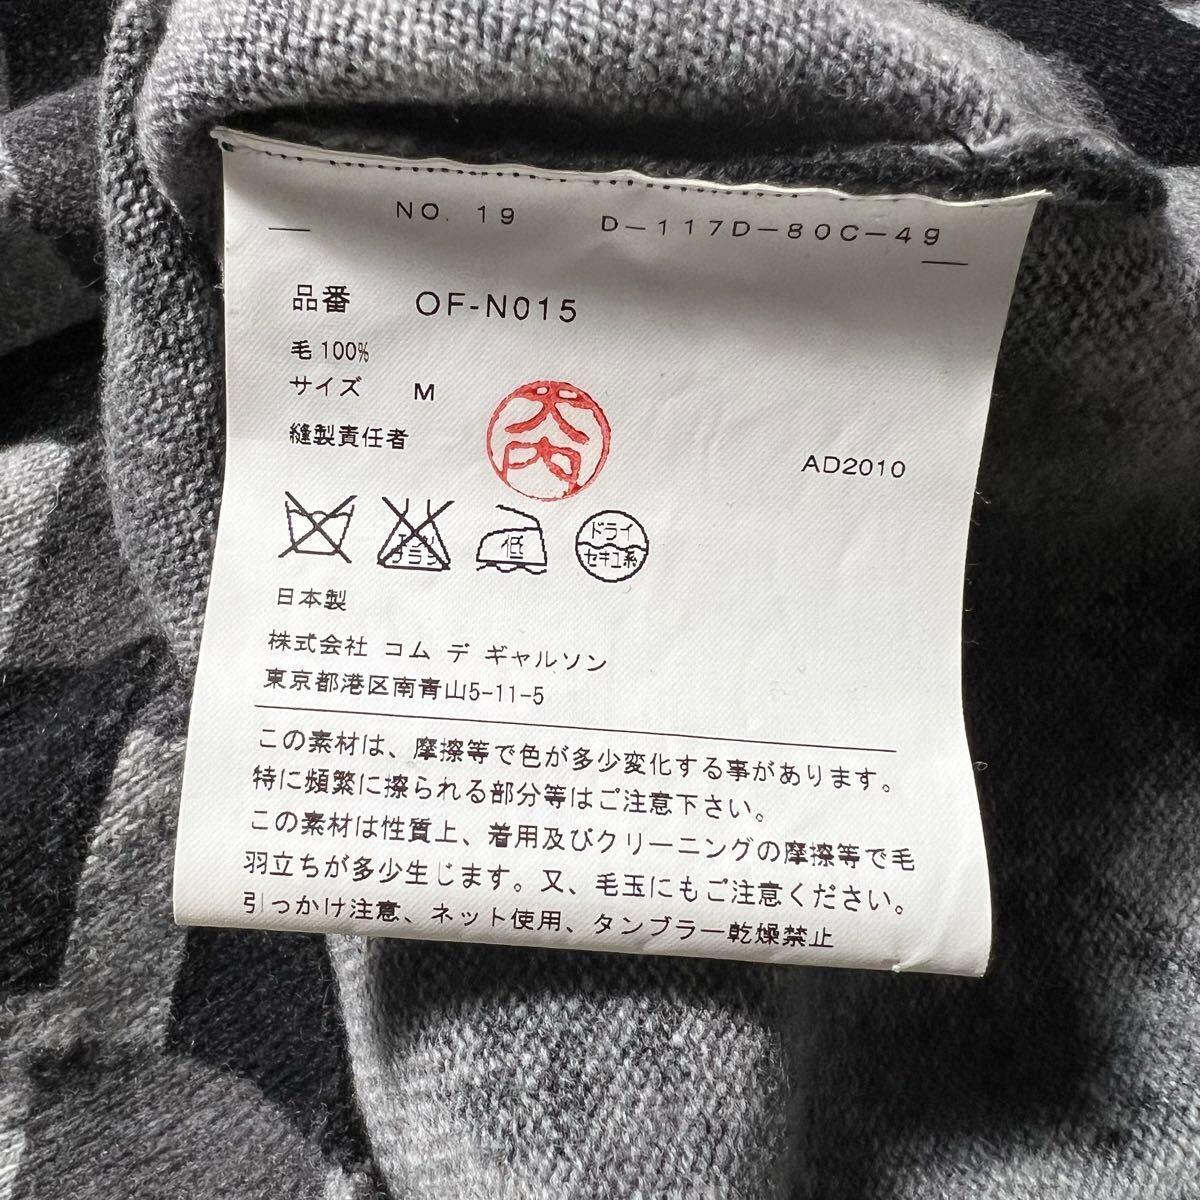 NO. 19 D-117D-80C-49
品番 OF-N015
毛 100%
サイズ M
縫製責任者
大内
AD2010
エンソ
サラシ
低
ドライ
セキユ系
日本製
株式会社 コム デ ギャルソン
東京都港区南青山5-11-5
この素材は、摩擦等で色が多少変化する事があります。
特に頻繁に擦られる部分等はご注意下さい。
この素材は性質上、着用及びクリーニングの摩擦等で毛
羽立ちが多少生じます。又、毛玉にもご注意ください。
引っかけ注意、ネット使用、タンブラー乾燥禁止